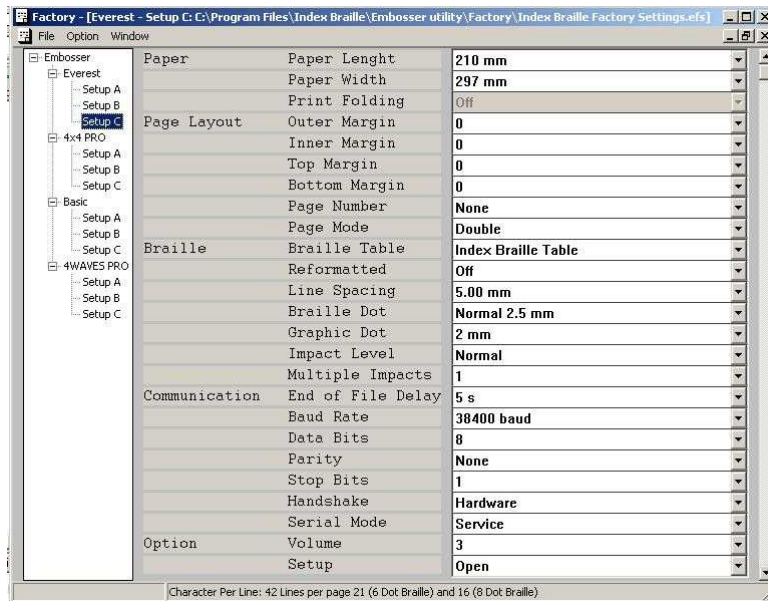 Factory - [Everest - Setup C: C:\Program Files\Index Braille\Embosser utility\Factory\Index Braille Factory Settings.efs]
File Option Window
Embosser
Everest
Setup A
Setup B
Setup C
4x4 PRO
Setup A
Setup B
Setup C
Basic
Setup A
Setup B
Setup C
4WAVES PRO
Setup A
Setup B
Setup C
Paper Paper Lenght 210 mm
Paper Width 297 mm
Print Folding Off
Page Layout Outer Margin 0
Inner Margin 0
Top Margin 0
Bottom Margin 0
Page Number None
Page Mode Double
Braille Braille Table Index Braille Table
Reformatted Off
Line Spacing 5.00 mm
Braille Dot Normal 2.5 mm
Graphic Dot 2 mm
Impact Level Normal
Multiple Impacts 1
Communication End of File Delay 5 s
Baud Rate 38400 baud
Data Bits 8
Parity None
Stop Bits 1
Handshake Hardware
Serial Mode Service
Option Volume 3
Setup Open
Character Per Line: 42 Lines per page 21 (6 Dot Braille) and 16 (8 Dot Braille)